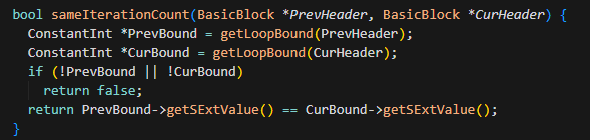 bool sameIterationCount(BasicBlock *PrevHeader, BasicBlock *CurHeader) {
  ConstantInt *PrevBound = getLoopBound(PrevHeader);
  ConstantInt *CurBound = getLoopBound(CurHeader);
  if (!PrevBound || !CurBound)
    return false;
  return PrevBound->getSExtValue() == CurBound->getSExtValue();
}